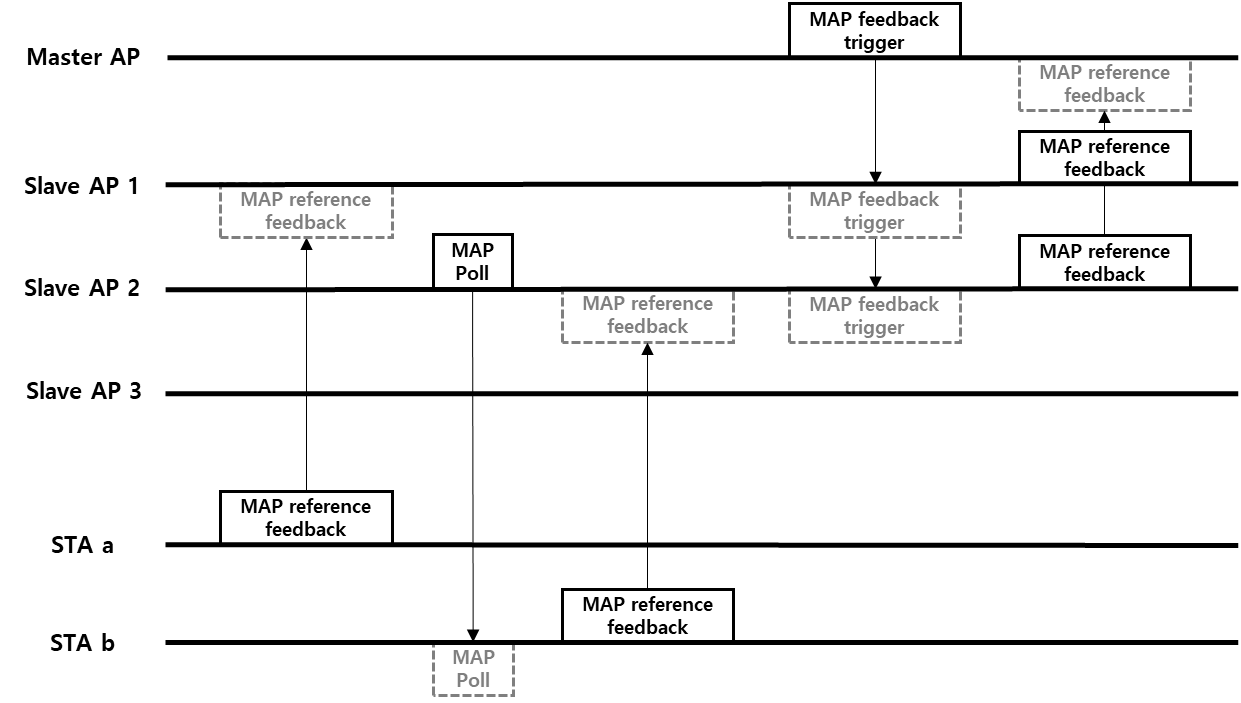 MAP feedback
trigger
Master AP
MAP reference
feedback
MAP reference
feedback
Slave AP 1
MAP reference
feedback
MAP feedback
trigger
MAP
Poll
MAP reference
feedback
Slave AP 2
MAP reference
feedback
MAP feedback
trigger
Slave AP 3
MAP reference
feedback
STA a
MAP reference
feedback
STA b
MAP
Poll